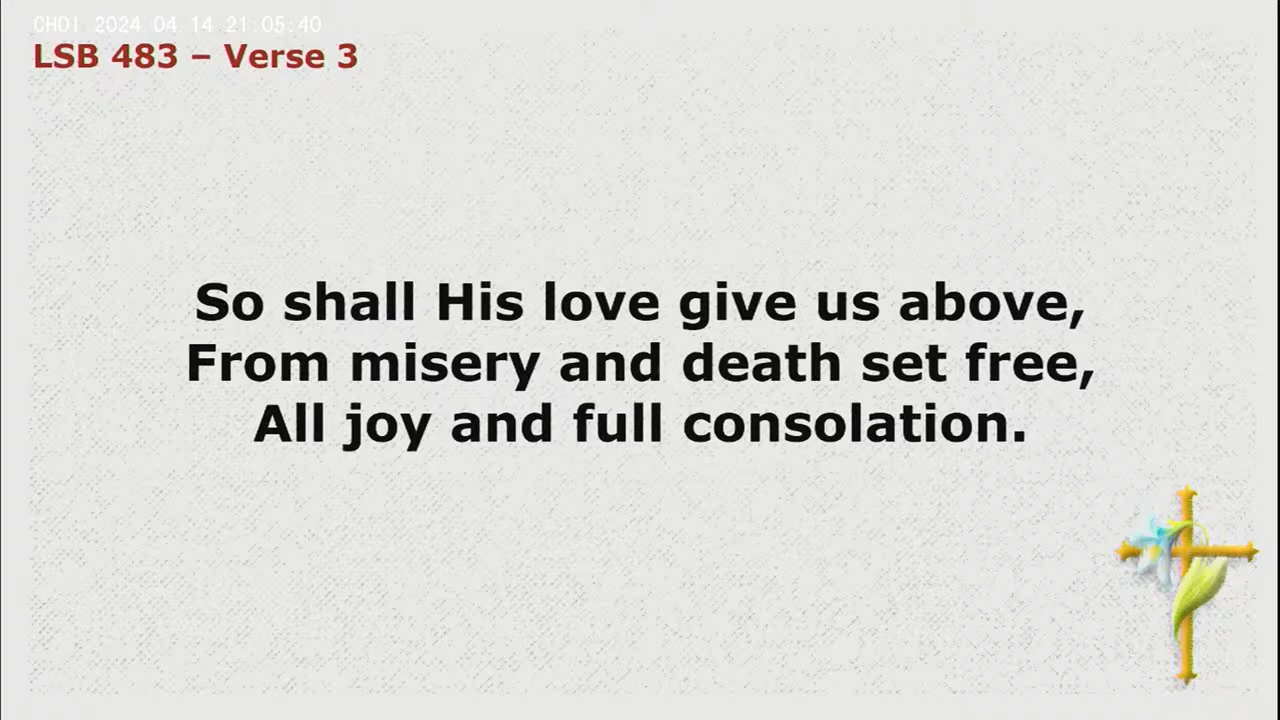 CH01 2024 04 14 21:05:40
LSB 483 – Verse 3
So shall His love give us above,
From misery and death set free,
All joy and full consolation.